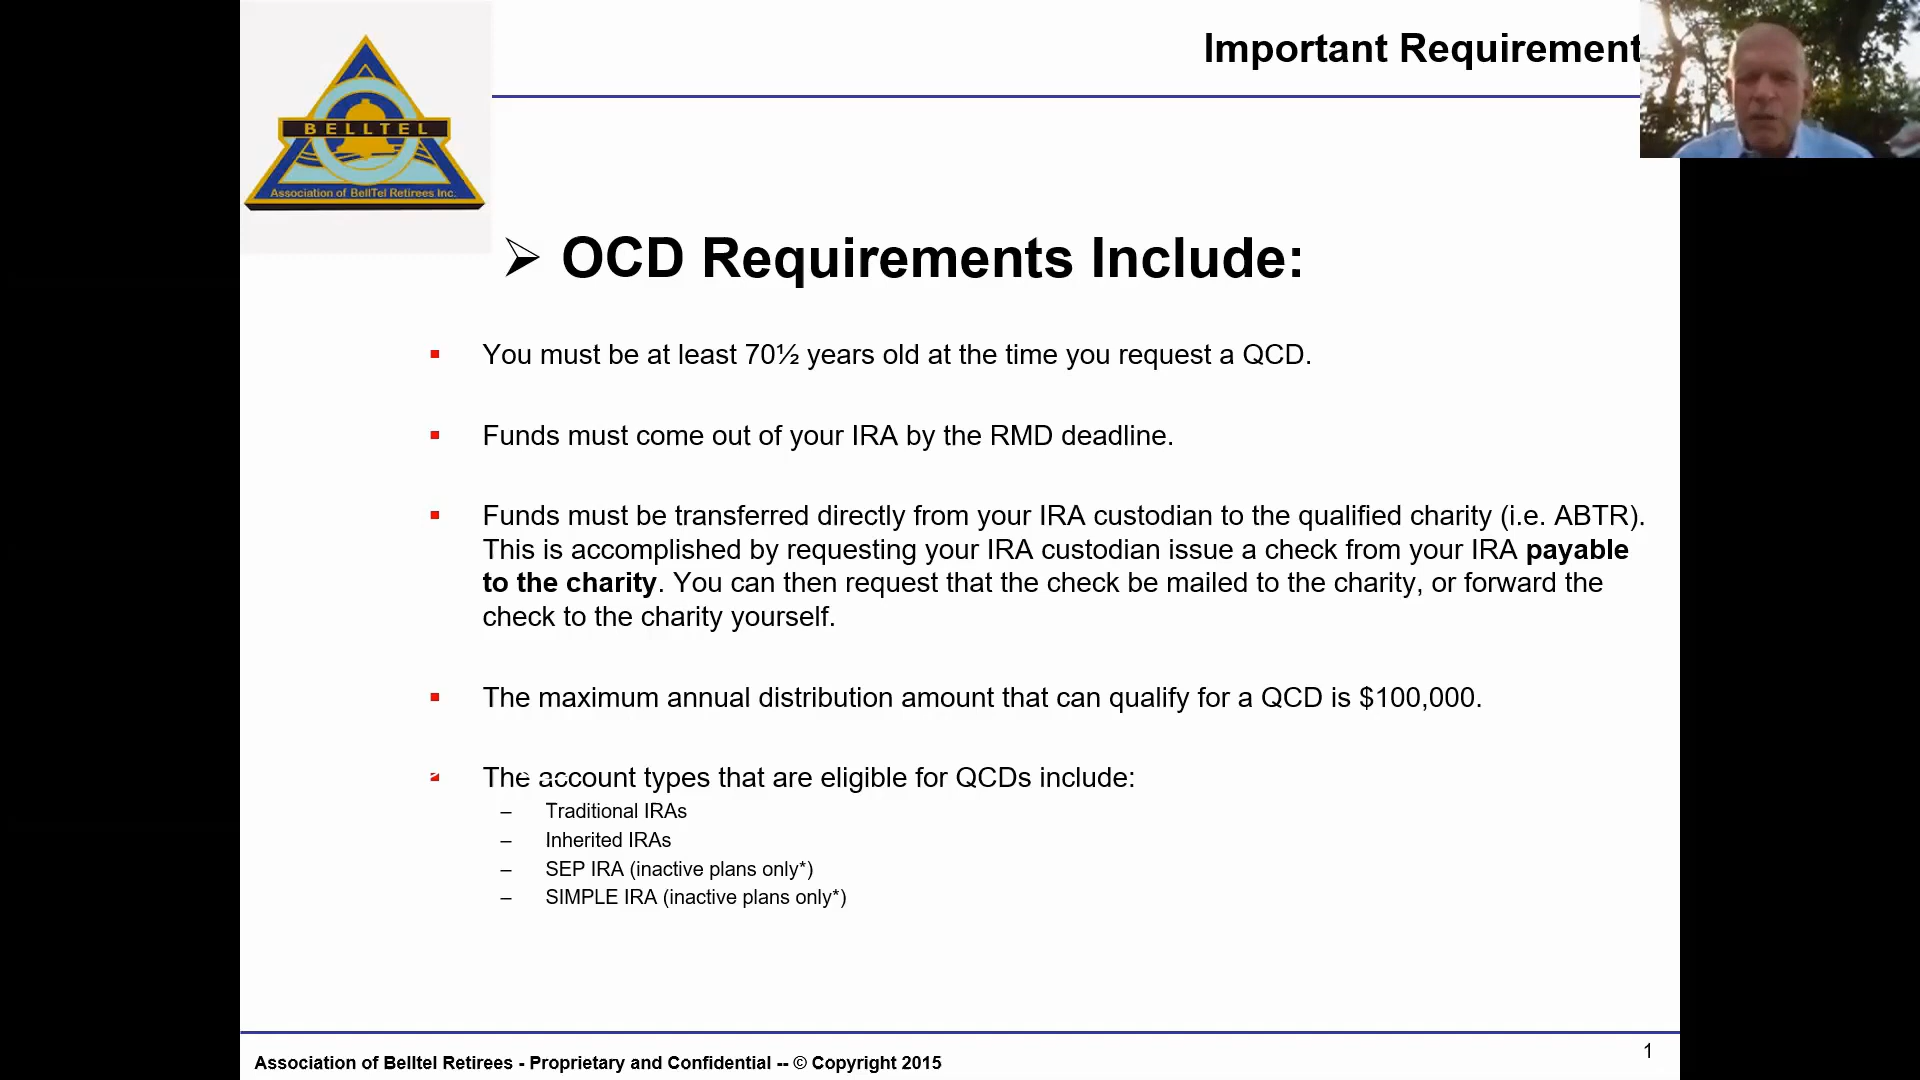 Important Requirement
BELLTEL
Association of BellTel Retirees Inc.
➢ OCD Requirements Include:
▪ You must be at least 70½ years old at the time you request a QCD.
▪ Funds must come out of your IRA by the RMD deadline.
▪ Funds must be transferred directly from your IRA custodian to the qualified charity (i.e. ABTR).
This is accomplished by requesting your IRA custodian issue a check from your IRA payable
to the charity. You can then request that the check be mailed to the charity, or forward the
check to the charity yourself.
▪ The maximum annual distribution amount that can qualify for a QCD is $100,000.
▪ The account types that are eligible for QCDs include:
– Traditional IRAs
– Inherited IRAs
– SEP IRA (inactive plans only*)
– SIMPLE IRA (inactive plans only*)
Association of Belltel Retirees - Proprietary and Confidential -- © Copyright 2015
1